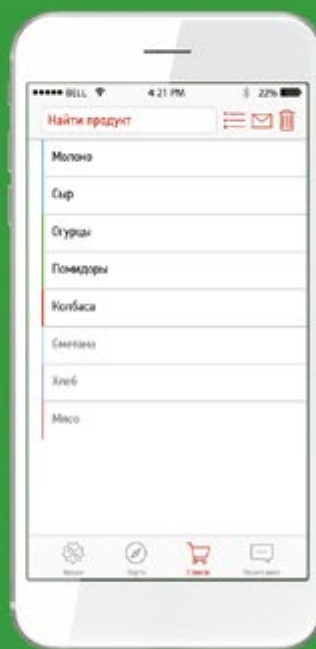 BELL 4:21 PM 22%
Найти продукт
Молоко
Сыр
Огурцы
Помидоры
Колбаса
Сметана
Хлеб
Мясо